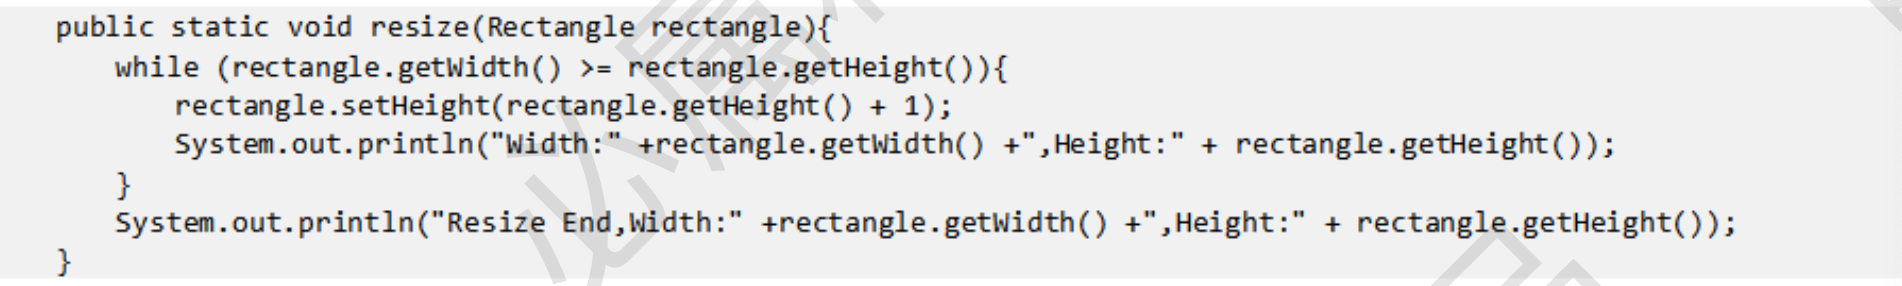 public static void resize(Rectangle rectangle){
while (rectangle.getWidth() >= rectangle.getHeight()){
rectangle.setHeight(rectangle.getHeight() + 1);
System.out.println("Width:" +rectangle.getWidth() +",Height:" + rectangle.getHeight());
}
System.out.println("Resize End,Width:" +rectangle.getWidth() +",Height:" + rectangle.getHeight());
}